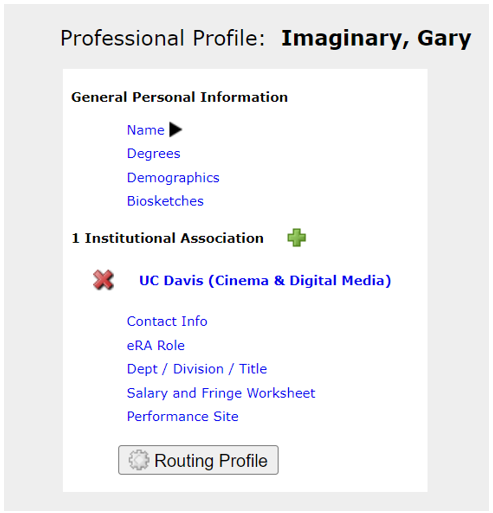 Professional Profile: Imaginary, Gary
General Personal Information
Name
Degrees
Demographics
Biosketches
1 Institutional Association
UC Davis (Cinema & Digital Media)
Contact Info
eRA Role
Dept / Division / Title
Salary and Fringe Worksheet
Performance Site
Routing Profile